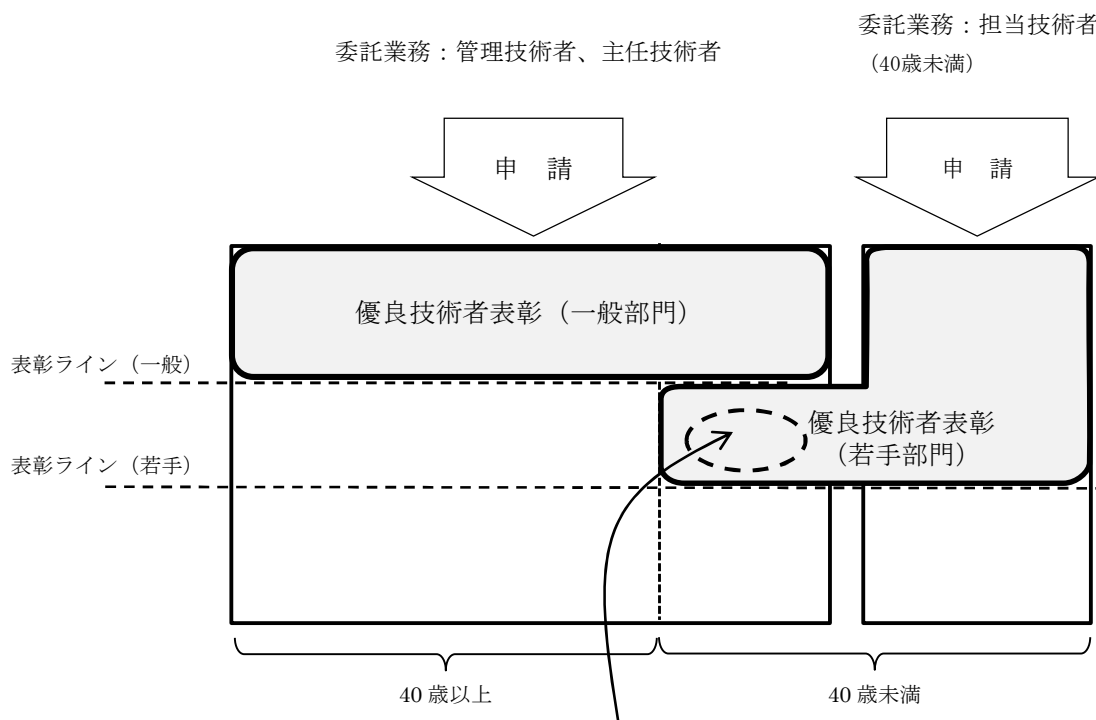 委託業務：管理技術者、主任技術者
委託業務：担当技術者
（40歳未満）
申　請
申　請
優良技術者表彰（一般部門）
表彰ライン（一般）
優良技術者表彰
（若手部門）
表彰ライン（若手）
40 歳以上
40 歳未満